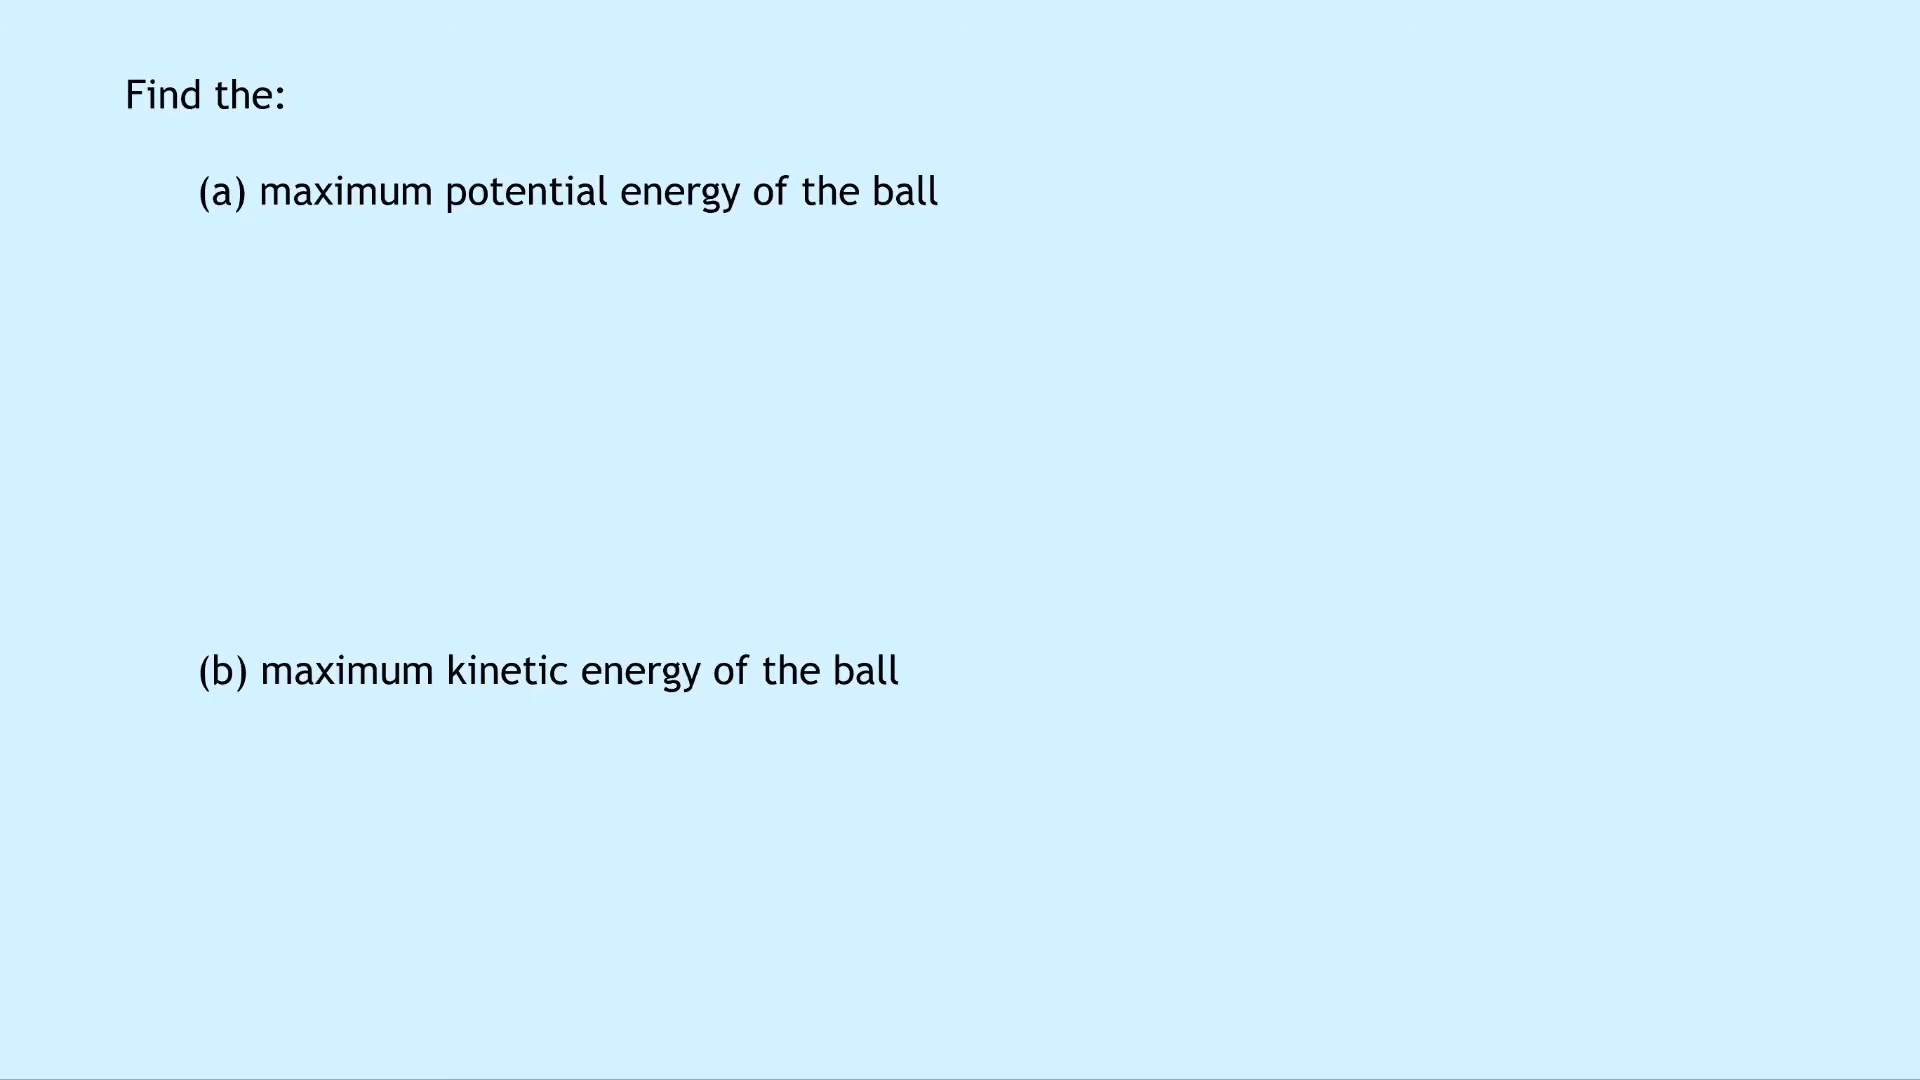 Find the:
(a) maximum potential energy of the ball
(b) maximum kinetic energy of the ball